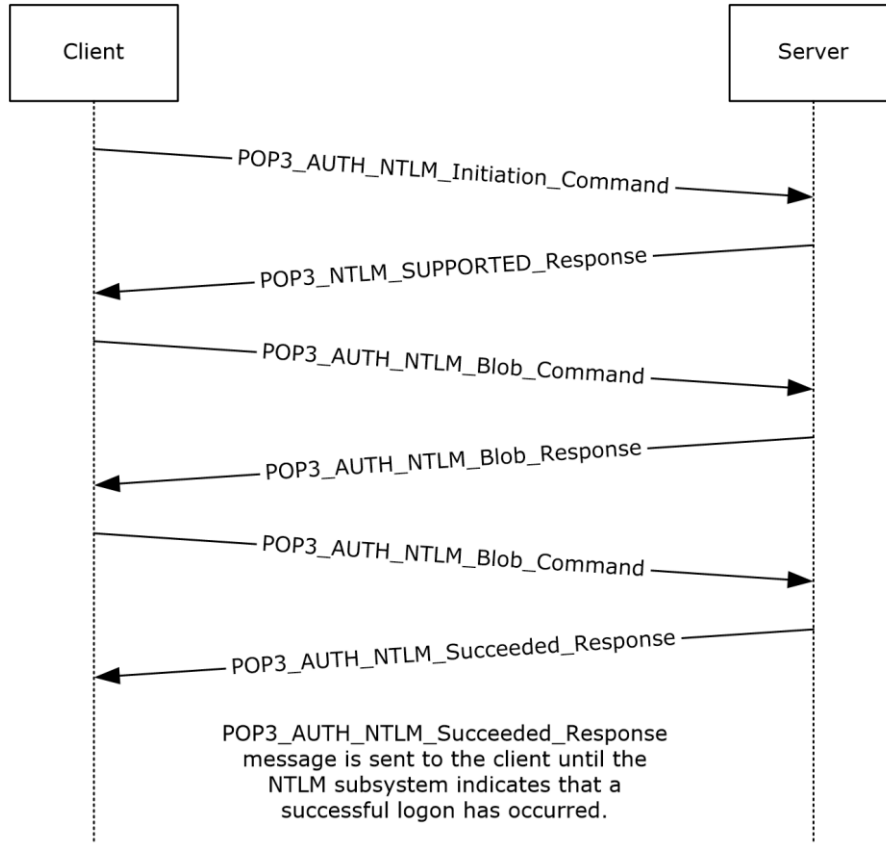 Client
Server
POP3_AUTH_NTLM_Initiation_Command
POP3_NTLM_SUPPORTED_Response
POP3_AUTH_NTLM_Blob_Command
POP3_AUTH_NTLM_Blob_Response
POP3_AUTH_NTLM_Blob_Command
POP3_AUTH_NTLM_Succeeded_Response
POP3_AUTH_NTLM_Succeeded_Response
message is sent to the client until the
NTLM subsystem indicates that a
successful logon has occurred.